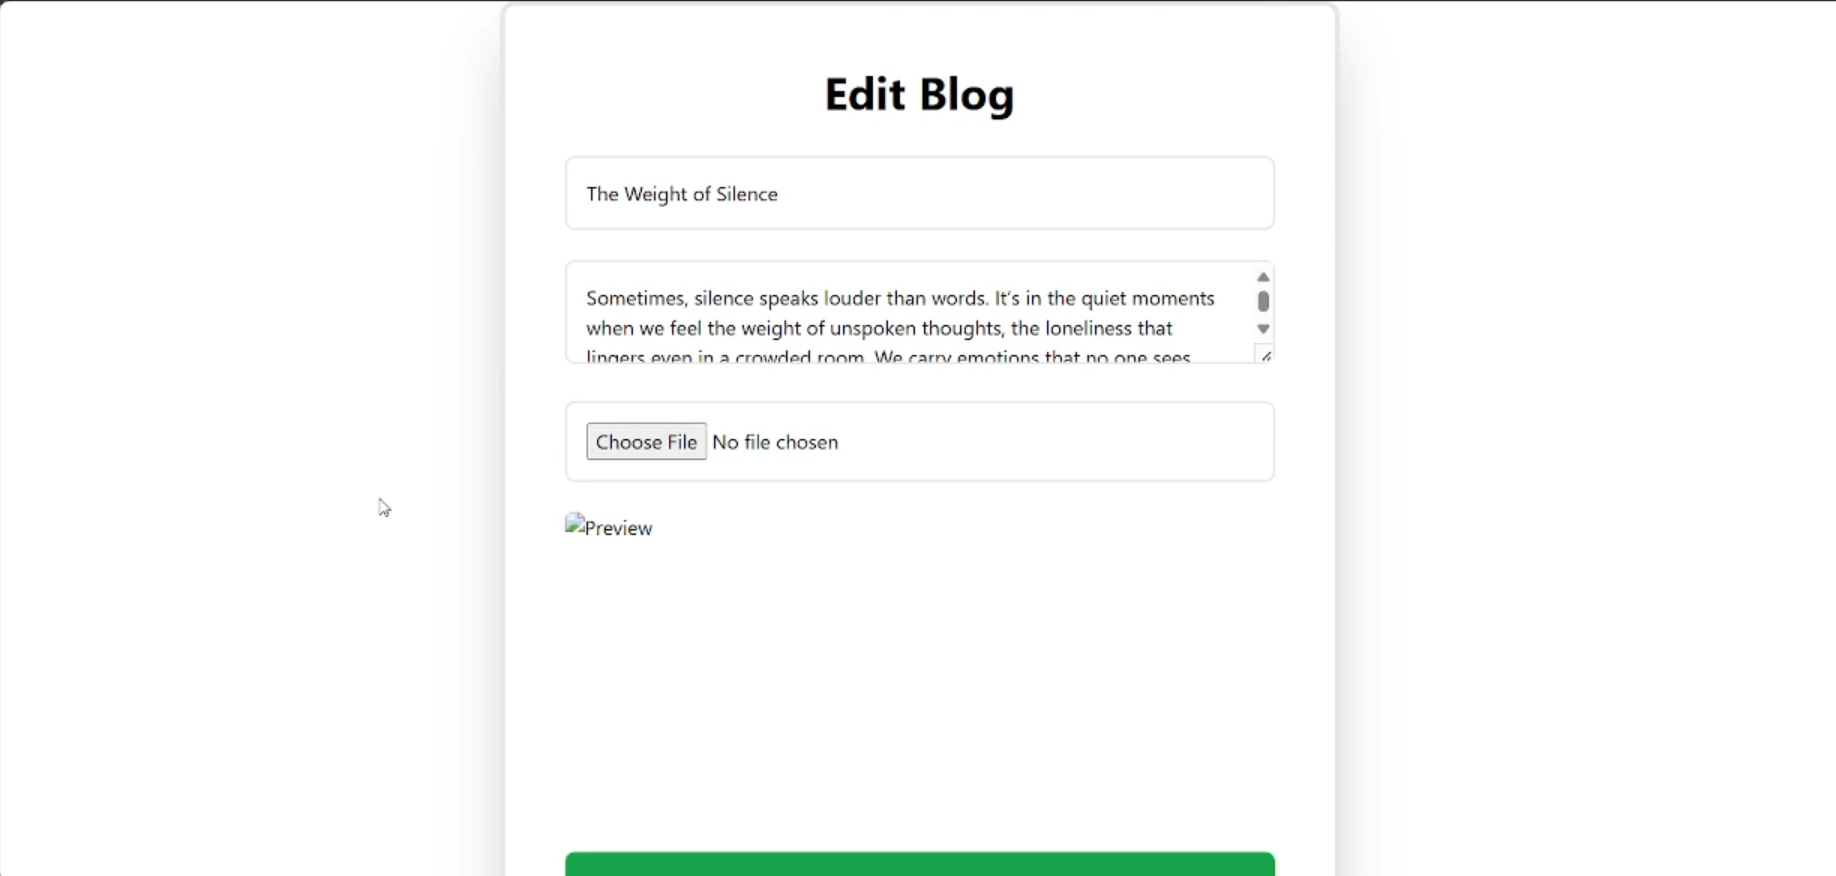 Edit Blog
The Weight of Silence
Sometimes, silence speaks louder than words. It's in the quiet moments
when we feel the weight of unspoken thoughts, the loneliness that
lingers even in a crowded room. We carry emotions that no one sees
Choose File No file chosen
Preview